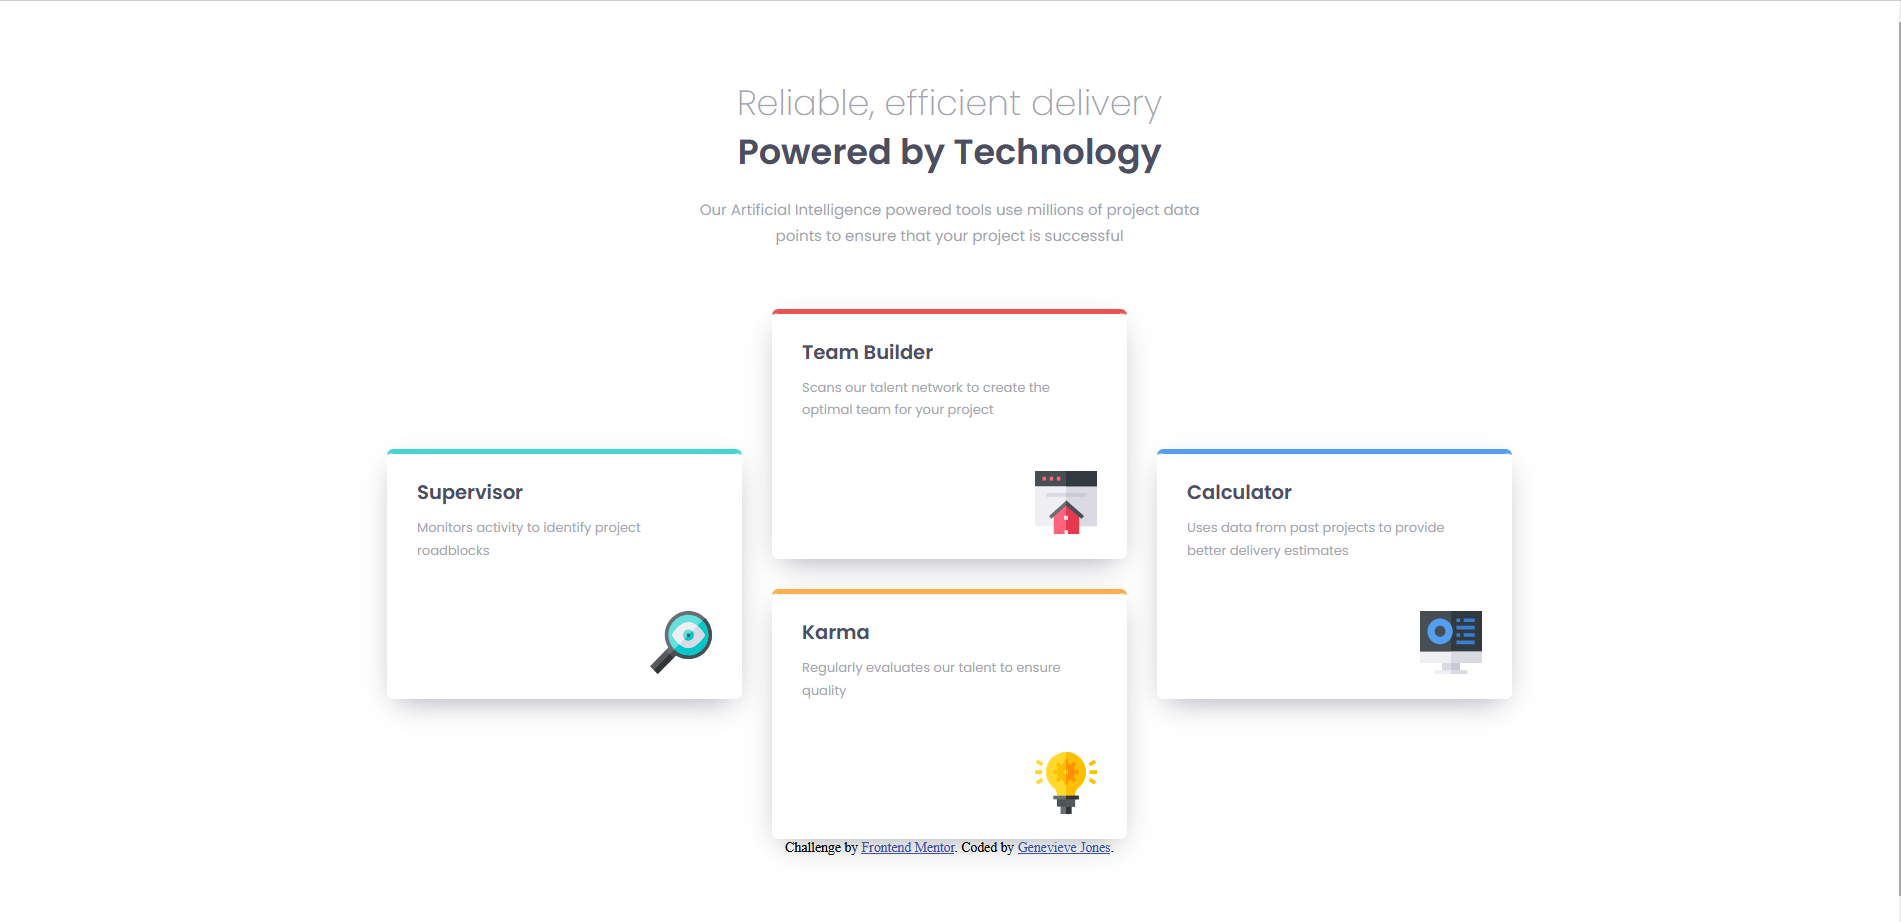 Reliable, efficient delivery
Powered by Technology
Our Artificial Intelligence powered tools use millions of project data
points to ensure that your project is successful
Team Builder
Scans our talent network to create the
optimal team for your project
Supervisor
Monitors activity to identify project
roadblocks
Calculator
Uses data from past projects to provide
better delivery estimates
Karma
Regularly evaluates our talent to ensure
quality
Challenge by Frontend Mentor. Coded by Genevieve Jones.